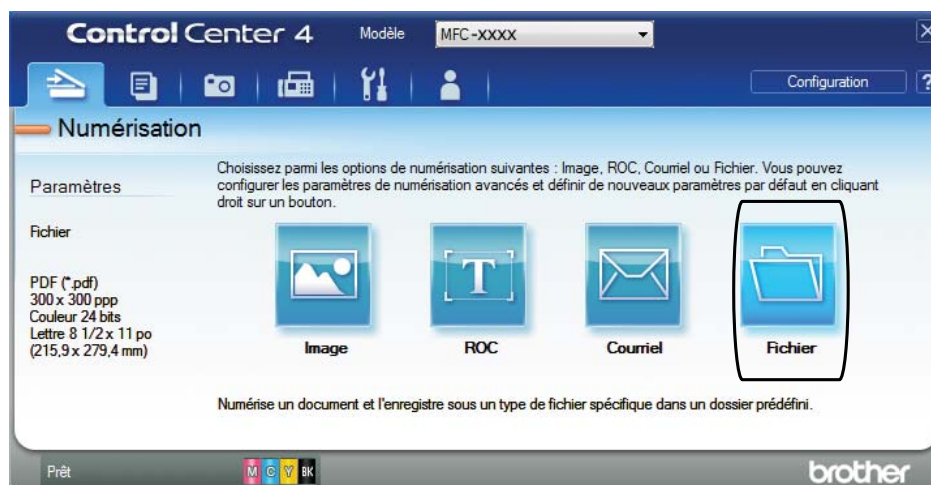 Control Center 4
Modèle
MFC-XXXX
Configuration
?
Numérisation
Paramètres
Fichier
PDF (*.pdf)
300 x 300 ppp
Couleur 24 bits
Lettre 8 1/2 x 11 po
(215,9 x 279,4 mm)
Choisissez parmi les options de numérisation suivantes : Image, ROC, Courriel ou Fichier. Vous pouvez
configurer les paramètres de numérisation avancés et définir de nouveaux paramètres par défaut en cliquant
droit sur un bouton.
T
Image
ROC
Courriel
Fichier
Numérise un document et l'enregistre sous un type de fichier spécifique dans un dossier prédéfini.
Prêt
M C Y BK
brother